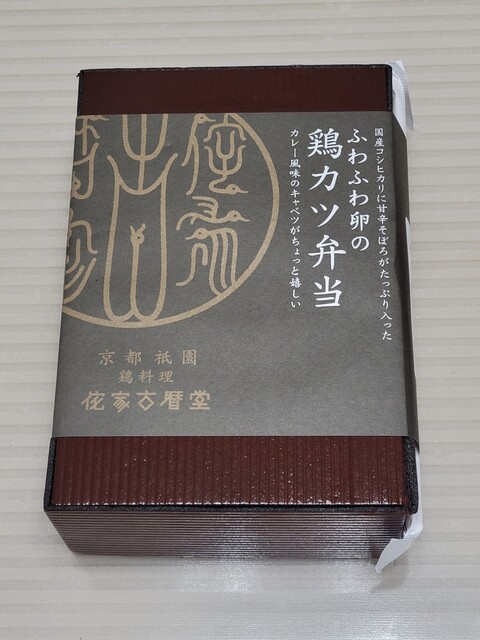 国産コシヒカリに甘辛そぼろがたっぷり入った
ふわふわ卵の
鶏カツ弁当
カレー風味のキャベツがちょっと嬉しい
京都 祇園
鶏料理
侘家古暦堂